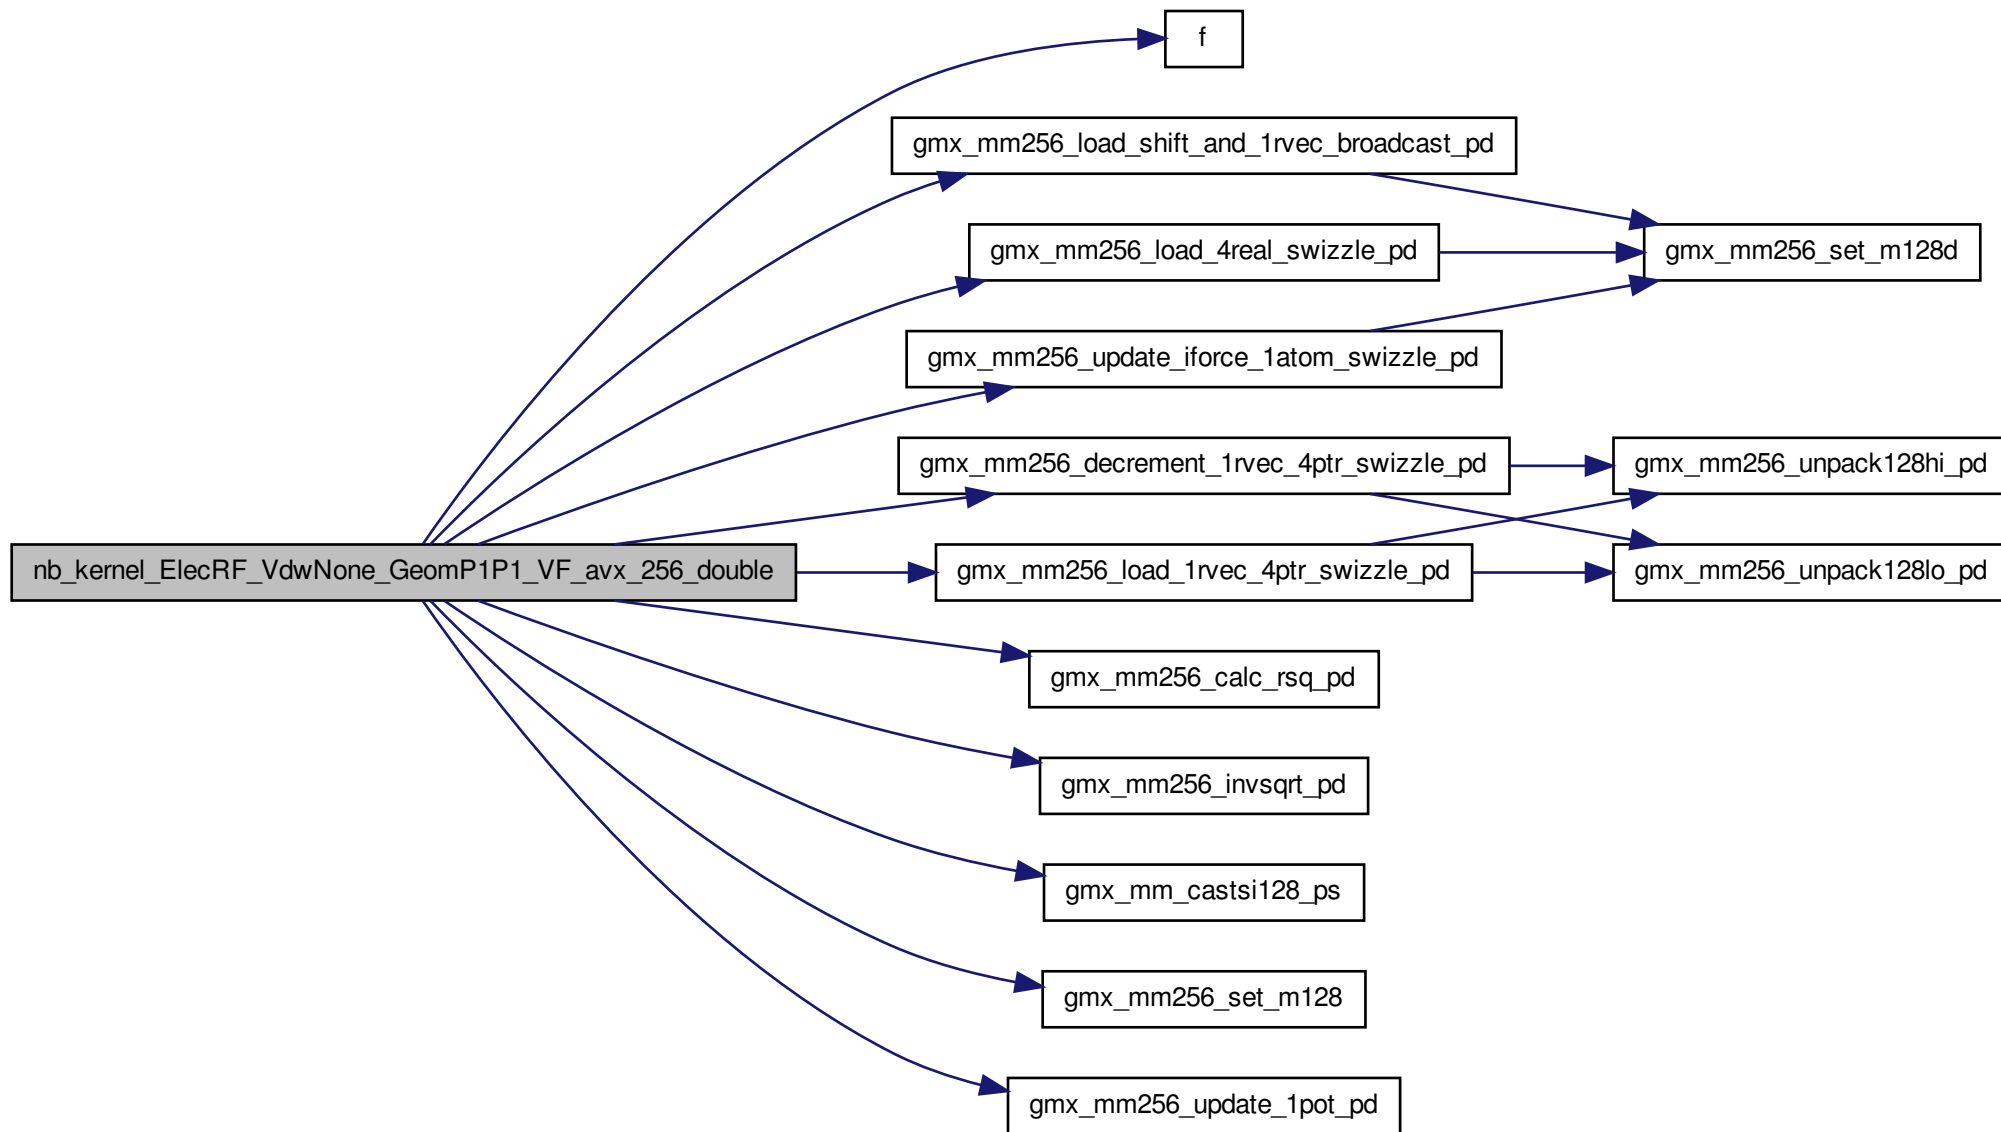 f
gmx_mm256_load_shift_and_1rvec_broadcast_pd
gmx_mm256_load_4real_swizzle_pd
gmx_mm256_set_m128d
gmx_mm256_update_iforce_1atom_swizzle_pd
gmx_mm256_decrement_1rvec_4ptr_swizzle_pd
gmx_mm256_unpack128hi_pd
nb_kernel_ElecRF_VdwNone_GeomP1P1_VF_avx_256_double
gmx_mm256_load_1rvec_4ptr_swizzle_pd
gmx_mm256_unpack128lo_pd
gmx_mm256_calc_rsq_pd
gmx_mm256_invsqrt_pd
gmx_mm_castsi128_ps
gmx_mm256_set_m128
gmx_mm256_update_1pot_pd